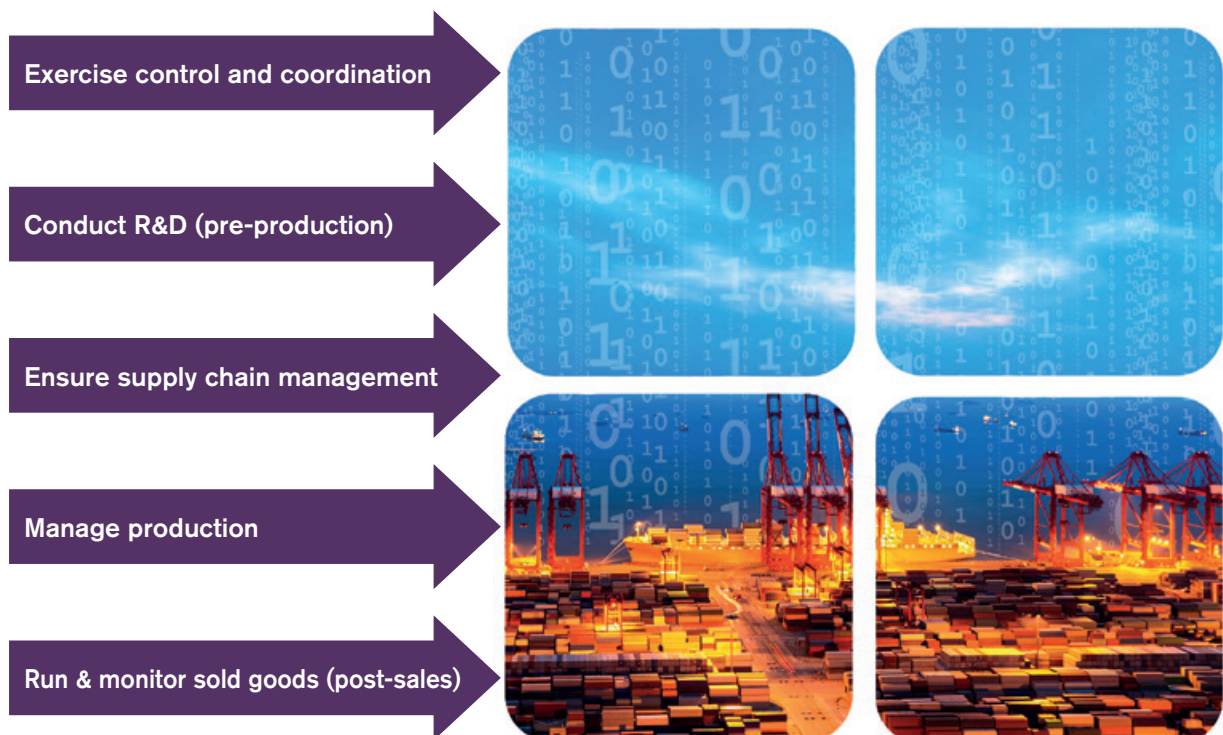 Exercise control and coordination
Conduct R&D (pre-production)
Ensure supply chain management
Manage production
Run & monitor sold goods (post-sales)